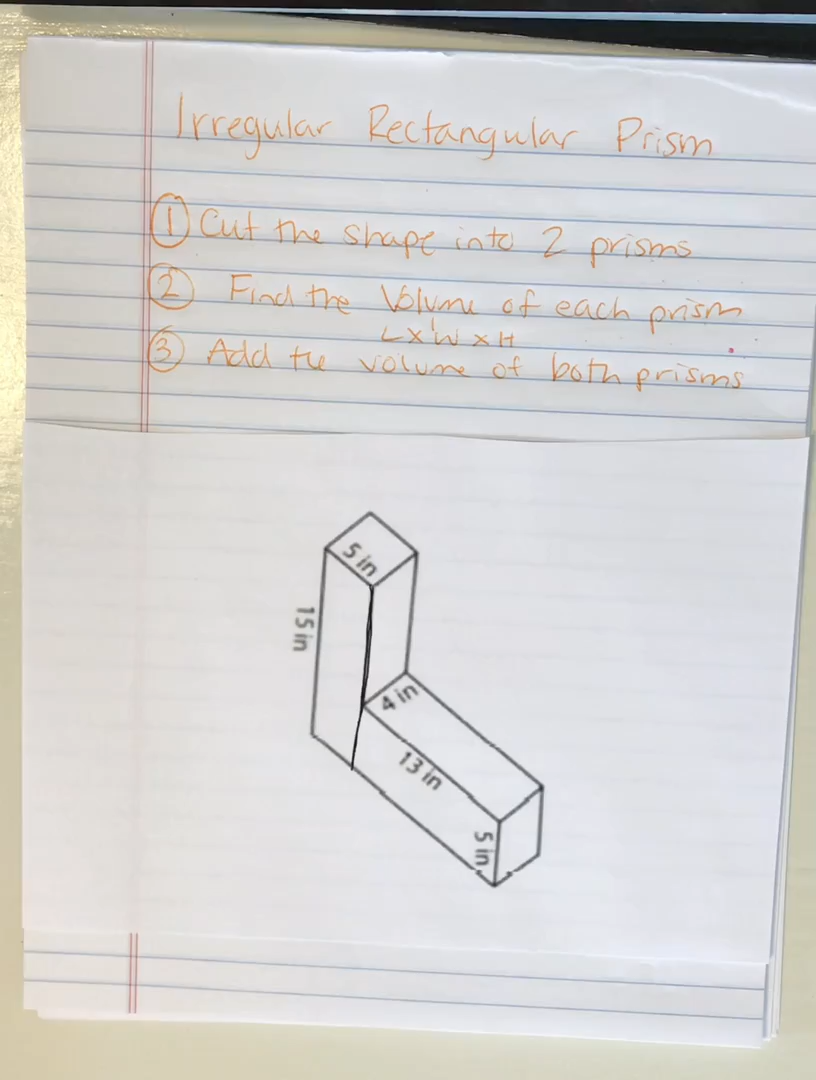 Irregular Rectangular Prism
① Cut the shape into 2 prisms
② Find the Volume of each prism
L x W x H
③ Add the volume of both prisms
5 in
15 in
4 in
13 in
5 in